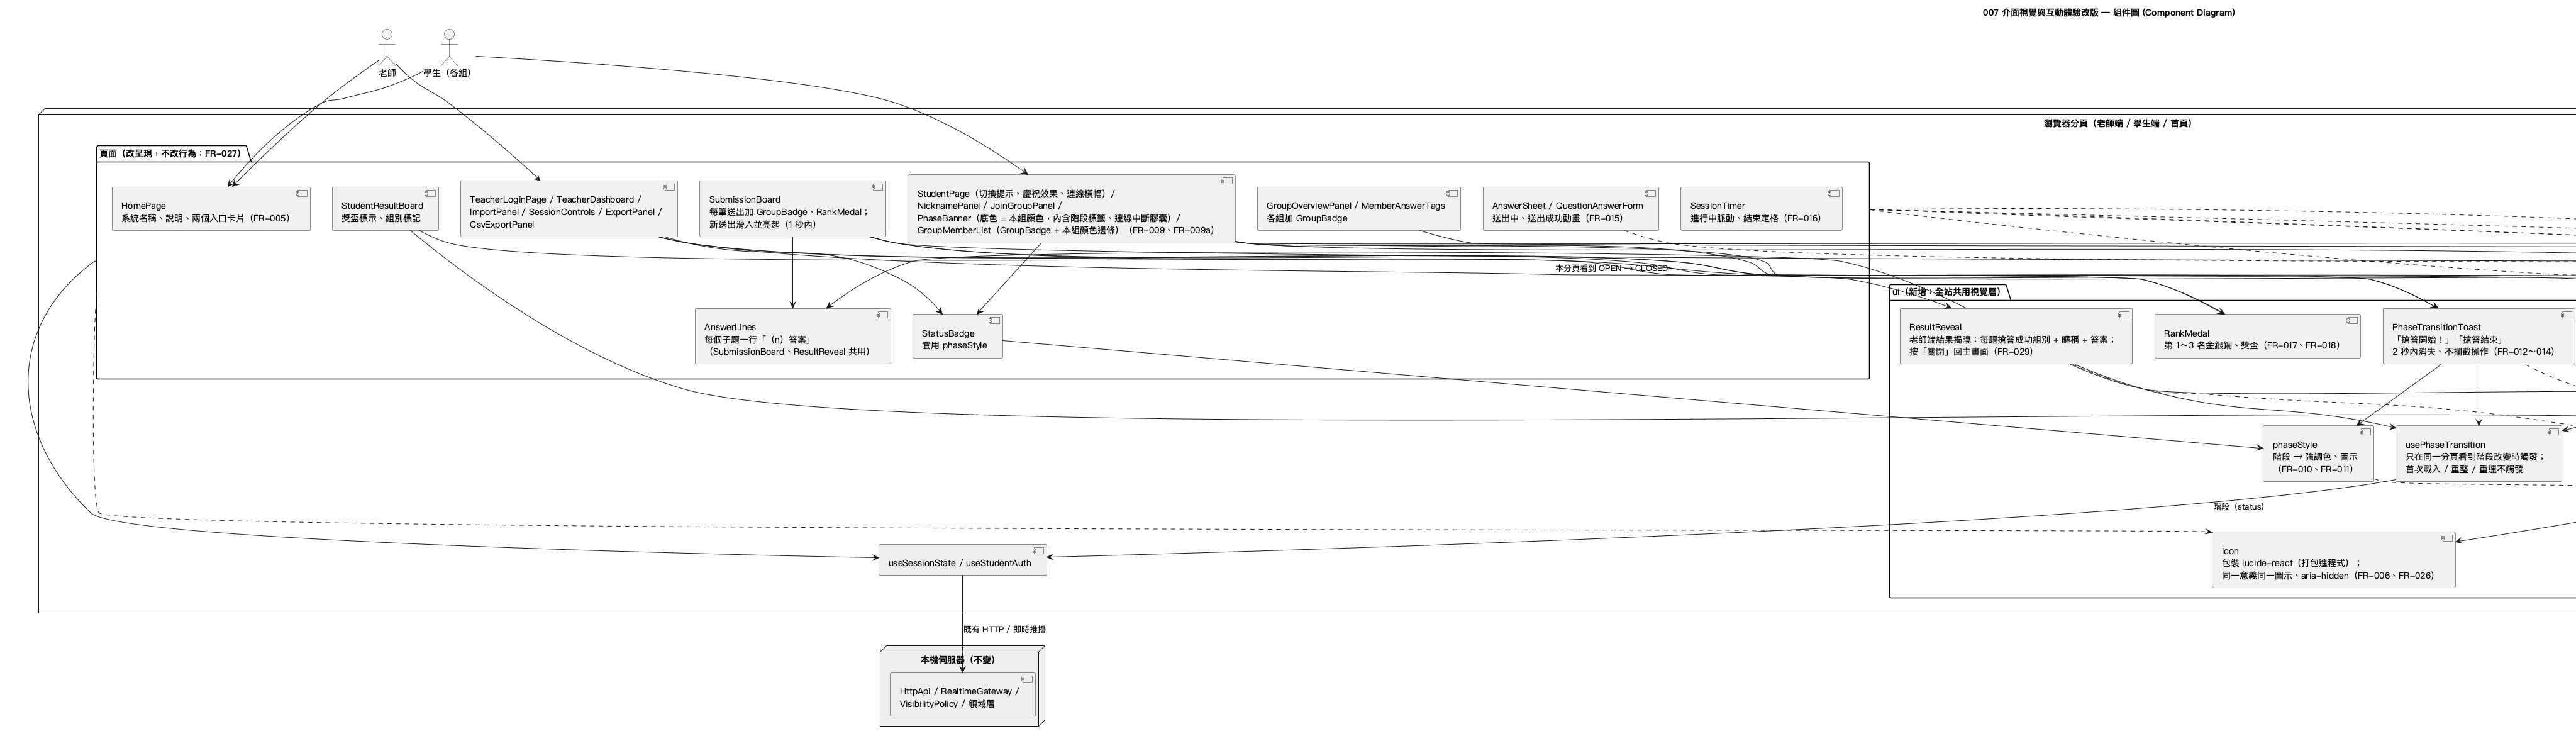 007 介面視覺與互動體驗改版 — 組件圖 (Component Diagram)
老師
學生（各組）
瀏覽器分頁（老師端 / 學生端 / 首頁）
頁面（改呈現，不改行為：FR-027）
HomePage
系統名稱、說明、兩個入口卡片（FR-005）
StudentResultBoard
獎盃標示、組別標記
TeacherLoginPage / TeacherDashboard /
ImportPanel / SessionControls / ExportPanel /
CsvExportPanel
SubmissionBoard
每筆送出加 GroupBadge、RankMedal；
新送出滑入並亮起（1 秒內）
StudentPage（切換提示、慶祝效果、連線橫幅）/
NicknamePanel / JoinGroupPanel /
PhaseBanner（底色 = 本組顏色，內含階段標籤、連線中斷膠囊）/
GroupMemberList（GroupBadge + 本組顏色邊條）（FR-009、FR-009a）
GroupOverviewPanel / MemberAnswerTags
各組加 GroupBadge
AnswerSheet / QuestionAnswerForm
送出中、送出成功動畫（FR-015）
SessionTimer
進行中脈動、結束定格（FR-016）
本分頁看到 OPEN → CLOSED
AnswerLines
每個子題一行「（n）答案」
（SubmissionBoard、ResultReveal 共用）
StatusBadge
套用 phaseStyle
ui（新增：全站共用視覺層）
ResultReveal
老師端結果揭曉：每題搶答成功組別 + 暱稱 + 答案；
按「關閉」回主畫面（FR-029）
RankMedal
第 1～3 名金銀銅、獎盃（FR-017、FR-018）
PhaseTransitionToast
「搶答開始！」「搶答結束」
2 秒內消失、不攔截操作（FR-012～014）
phaseStyle
階段 → 強調色、圖示
（FR-010、FR-011）
usePhaseTransition
只在同一分頁看到階段改變時觸發；
首次載入 / 重整 / 重連不觸發
階段（status）
Icon
包裝 lucide-react（打包進程式）；
同一意義同一圖示、aria-hidden（FR-006、FR-026）
useSessionState / useStudentAuth
既有 HTTP / 即時推播
本機伺服器（不變）
HttpApi / RealtimeGateway /
VisibilityPolicy / 領域層